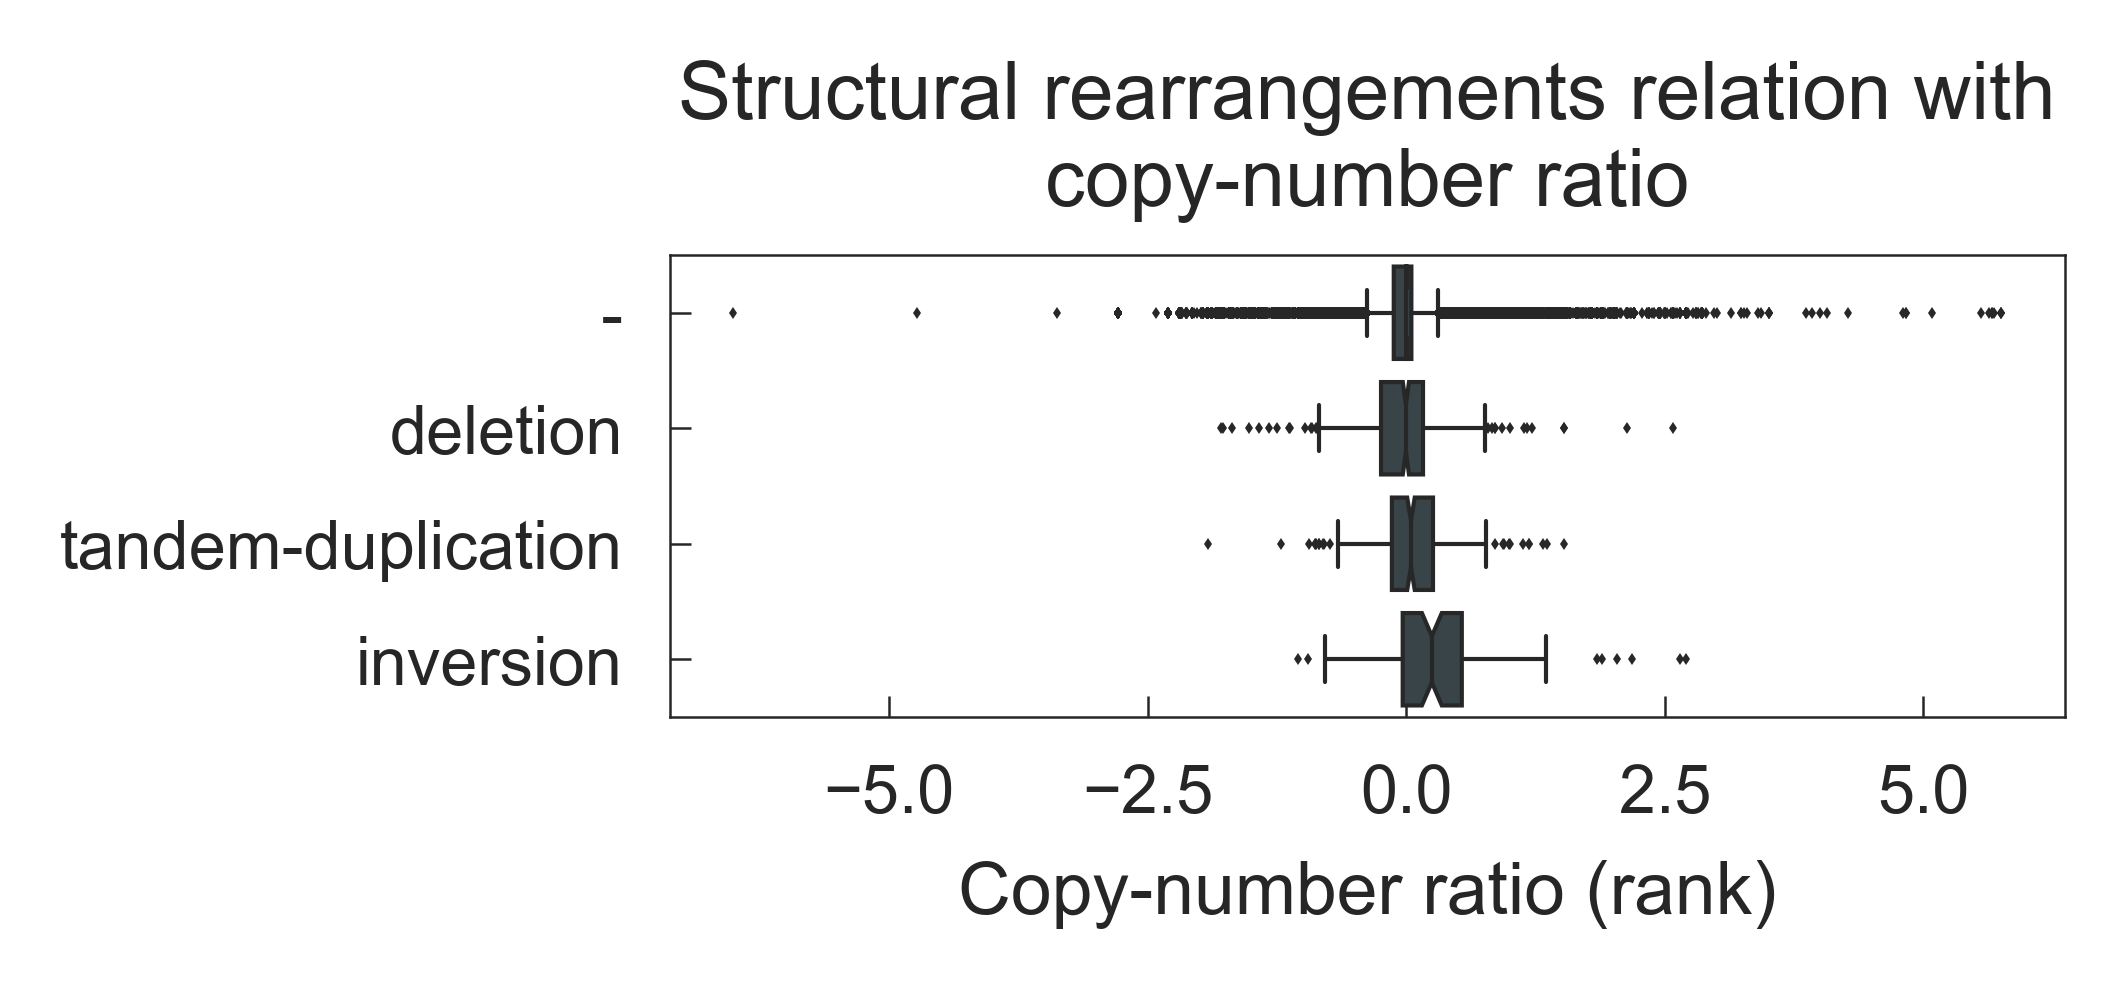 Structural rearrangements relation with
copy-number ratio
-
deletion
tandem-duplication
inversion
−5.0 −2.5 0.0 2.5 5.0
Copy-number ratio (rank)